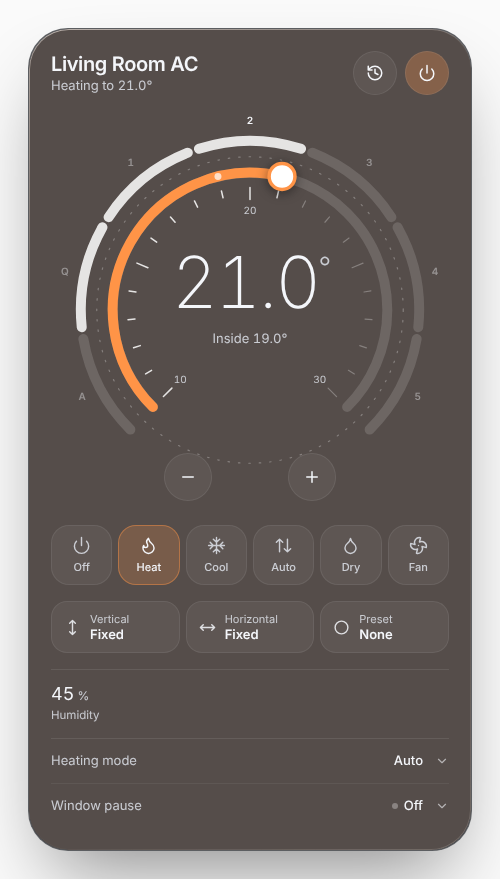 Living Room AC
Heating to 21.0°
2
1
3
20
Q
4
21.0°
Inside 19.0°
A
10
30
5
Off
Heat
Cool
Auto
Dry
Fan
Vertical
Fixed
Horizontal
Fixed
Preset
None
45 %
Humidity
Heating mode
Auto
Window pause
Off